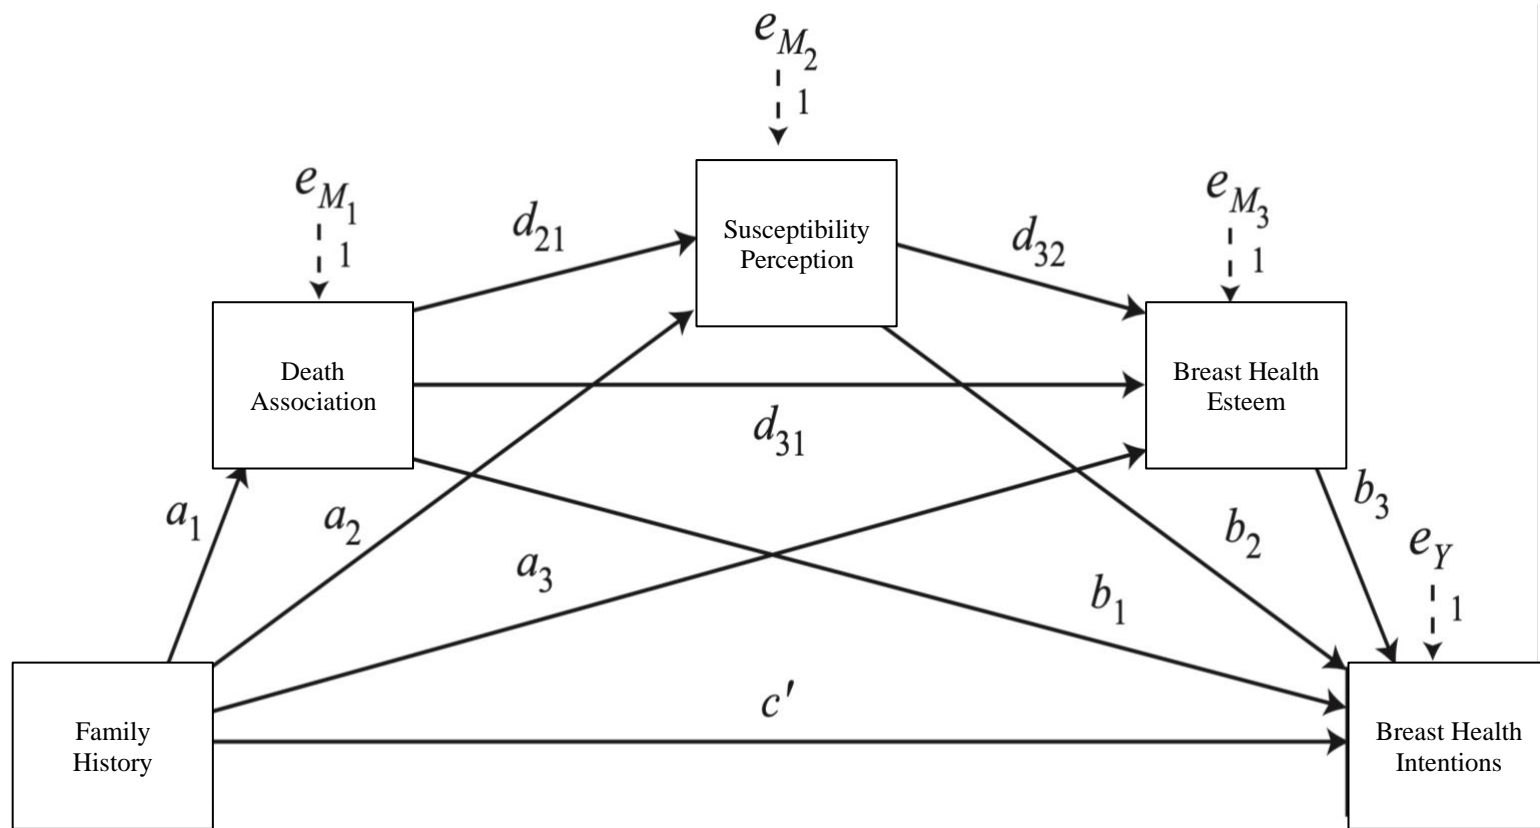 e_{M_2}
1
e_{M_1}
1
d_{21}
Susceptibility
Perception
d_{32}
e_{M_3}
1
Death
Association
d_{31}
Breast Health
Esteem
a_1
a_2
a_3
b_1
b_2
b_3
e_Y
1
c'
Family
History
Breast Health
Intentions